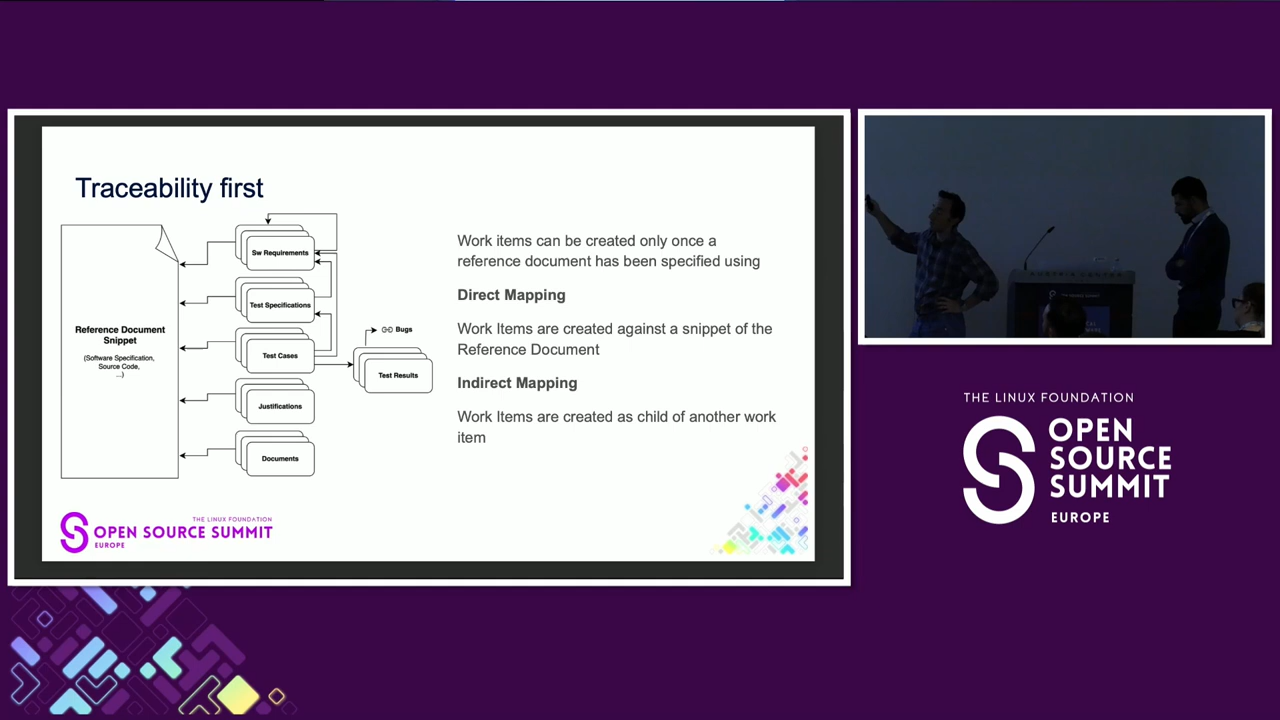 Traceability first
Reference Document
Snippet
(Software Specification,
Source Code,
...)
Sw Requirements
Test Specifications
Test Cases
Justifications
Documents
Bugs
Test Results
Work items can be created only once a
reference document has been specified using
Direct Mapping
Work Items are created against a snippet of the
Reference Document
Indirect Mapping
Work Items are created as child of another work
item
THE LINUX FOUNDATION
OPEN SOURCE SUMMIT
EUROPE
THE LINUX FOUNDATION
OPEN
SOURCE
SUMMIT
EUROPE